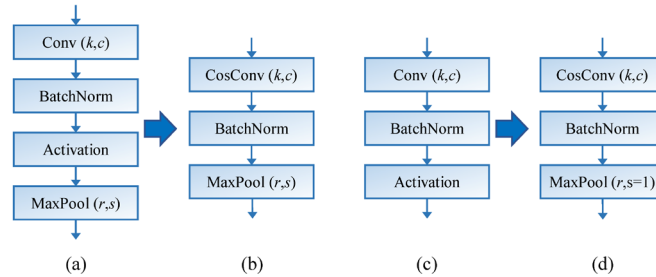 Conv (k,c)
BatchNorm
Activation
MaxPool (r,s)
(a)
CosConv (k,c)
BatchNorm
MaxPool (r,s)
(b)
Conv (k,c)
BatchNorm
Activation
(c)
CosConv (k,c)
BatchNorm
MaxPool (r,s=1)
(d)